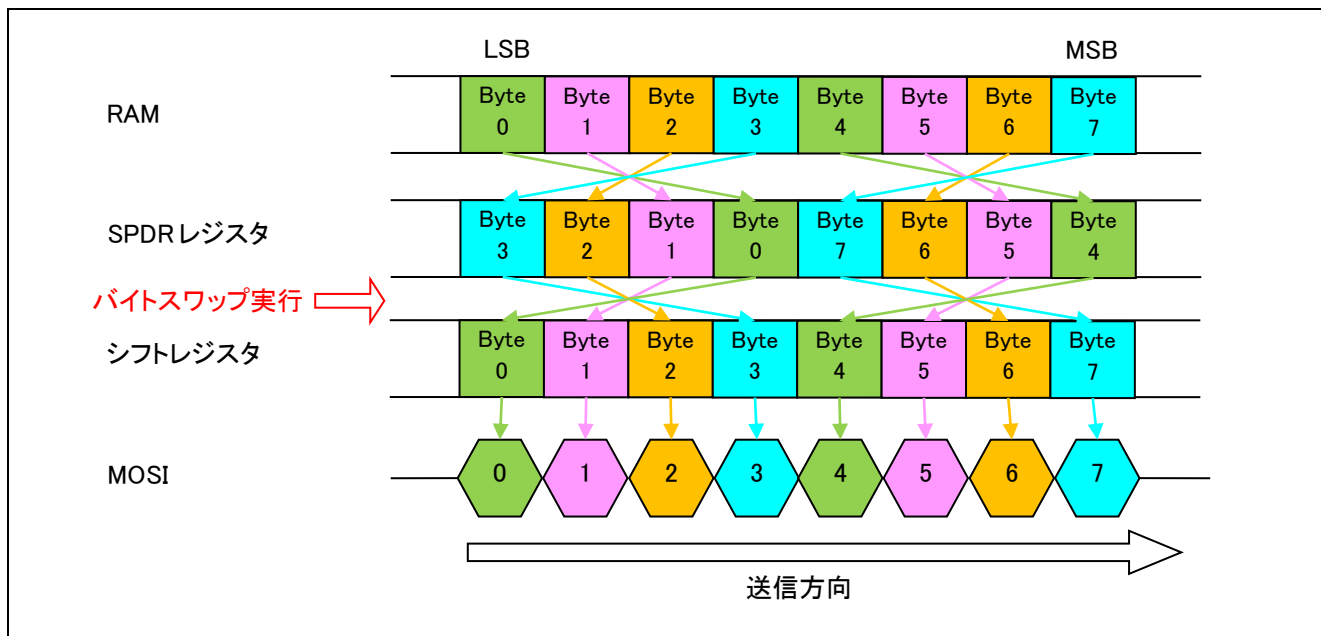 LSB MSB
RAM
Byte Byte Byte Byte Byte Byte Byte Byte
0 1 2 3 4 5 6 7
SPDRレジスタ
Byte Byte Byte Byte Byte Byte Byte Byte
3 2 1 0 7 6 5 4
バイトスワップ実行
シフトレジスタ
Byte Byte Byte Byte Byte Byte Byte Byte
0 1 2 3 4 5 6 7
MOSI 0 1 2 3 4 5 6 7
送信方向